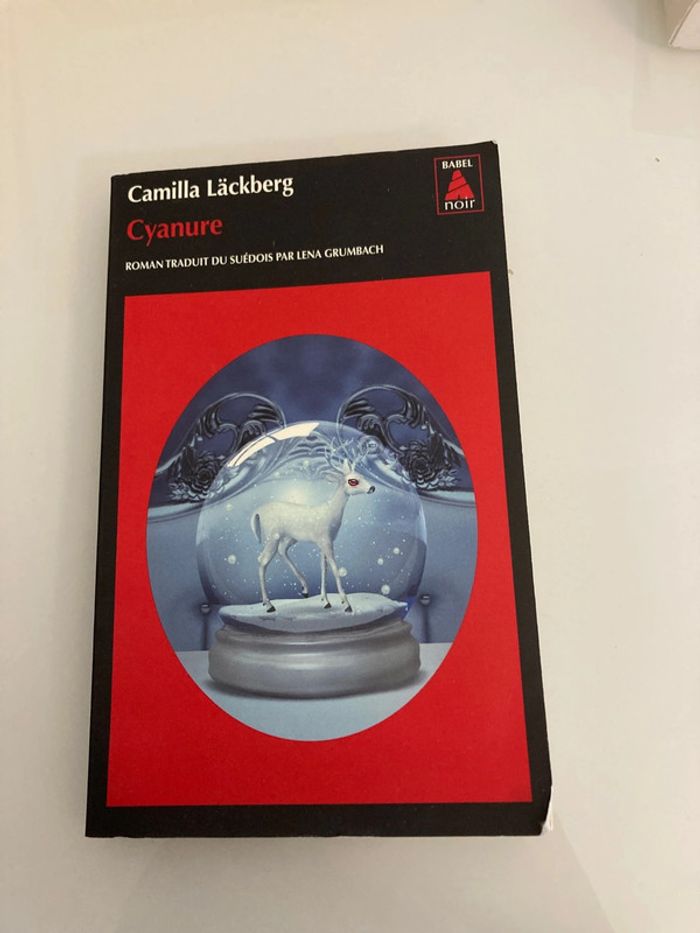 Camilla Läckberg
Cyanure
ROMAN TRADUIT DU SUÉDOIS PAR LENA GRUMBACH
BABEL
noir